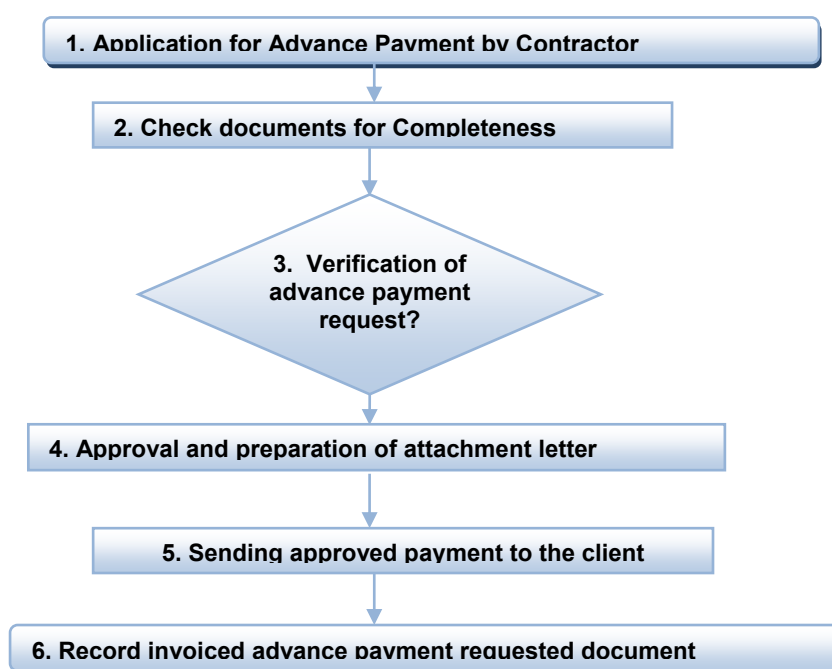 1. Application for Advance Payment by Contractor
2. Check documents for Completeness
3. Verification of
advance payment
request?
4. Approval and preparation of attachment letter
5. Sending approved payment to the client
6. Record invoiced advance payment requested document